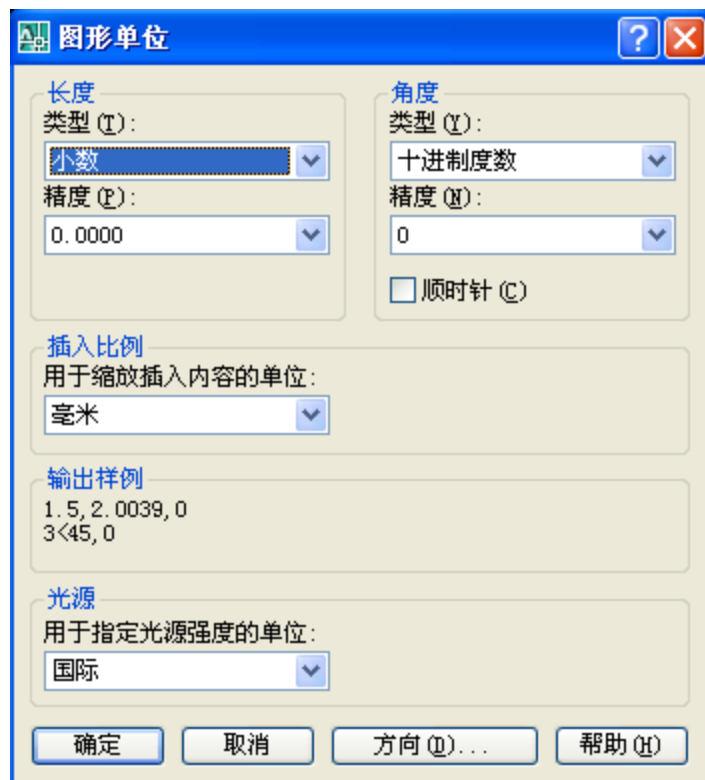 图形单位
长度
类型(T):
小数
精度(P):
0.0000
角度
类型(Y):
十进制度数
精度(N):
0
顺时针(C)
插入比例
用于缩放插入内容的单位:
毫米
输出样例
1.5,2.0039,0
3<45,0
光源
用于指定光源强度的单位:
国际
确定 取消 方向(D)... 帮助(H)